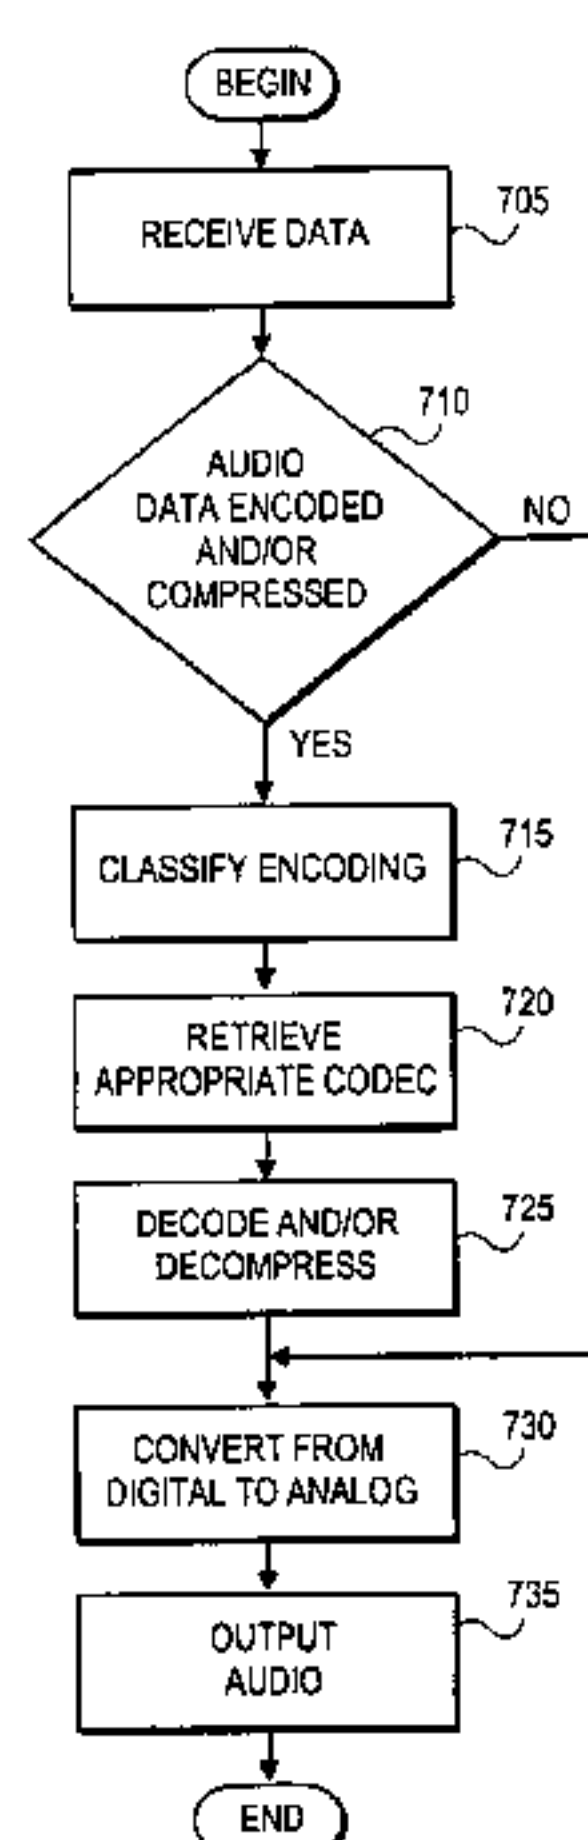 BEGIN
RECEIVE DATA
705
710
AUDIO
DATA ENCODED
AND/OR
COMPRESSED
NO
YES
CLASSIFY ENCODING
715
RETRIEVE
APPROPRIATE CODEC
720
DECODE AND/OR
DECOMPRESS
725
CONVERT FROM
DIGITAL TO ANALOG
730
OUTPUT
AUDIO
735
END